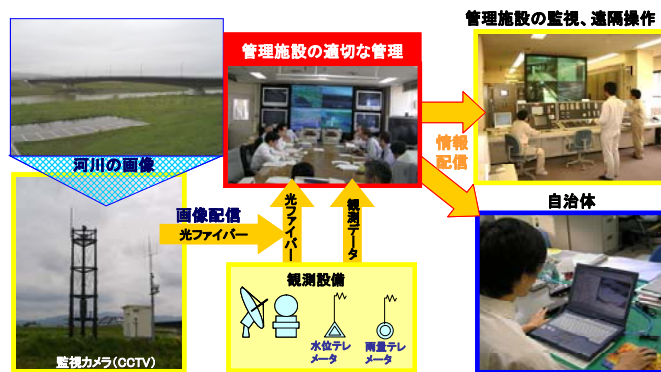 管理施設の監視、遠隔操作
管理施設の適切な管理
河川の画像
情報
配信
自治体
画像配信
光ファイバー
光ファイバー
観測データ
観測設備
水位テレ
メータ
雨量テレ
メータ
監視カメラ(CCTV)